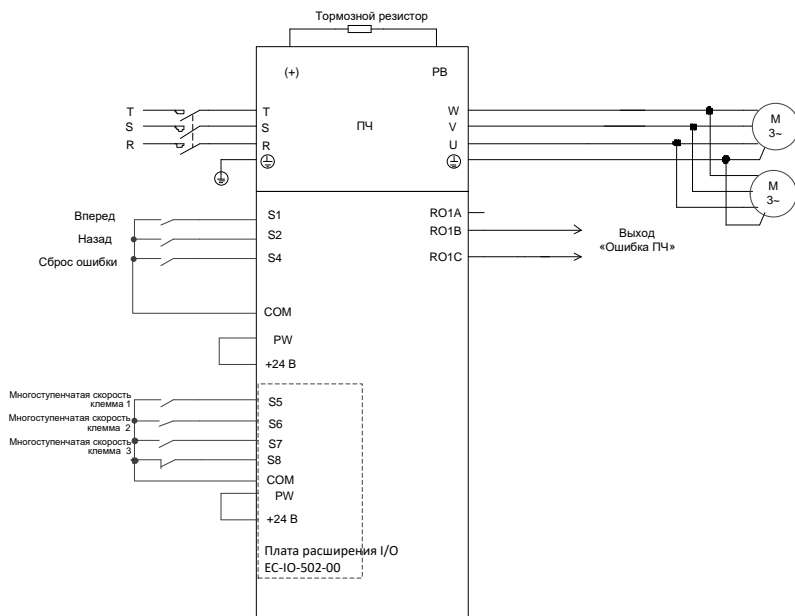 Тормозной резистор
(+)
PB
T
T
W
M
3~
S
S
ПЧ
V
R
R
U
M
3~
Вперед
S1
RO1A
Назад
S2
RO1B
Выход
«Ошибка ПЧ»
Сброс ошибки
S4
RO1C
COM
PW
+24 В
Многоступенчатая скорость
клемма 1
S5
Многоступенчатая скорость
клемма 2
S6
Многоступенчатая скорость
клемма 3
S7
S8
COM
PW
+24 В
Плата расширения I/O
EC-IO-502-00